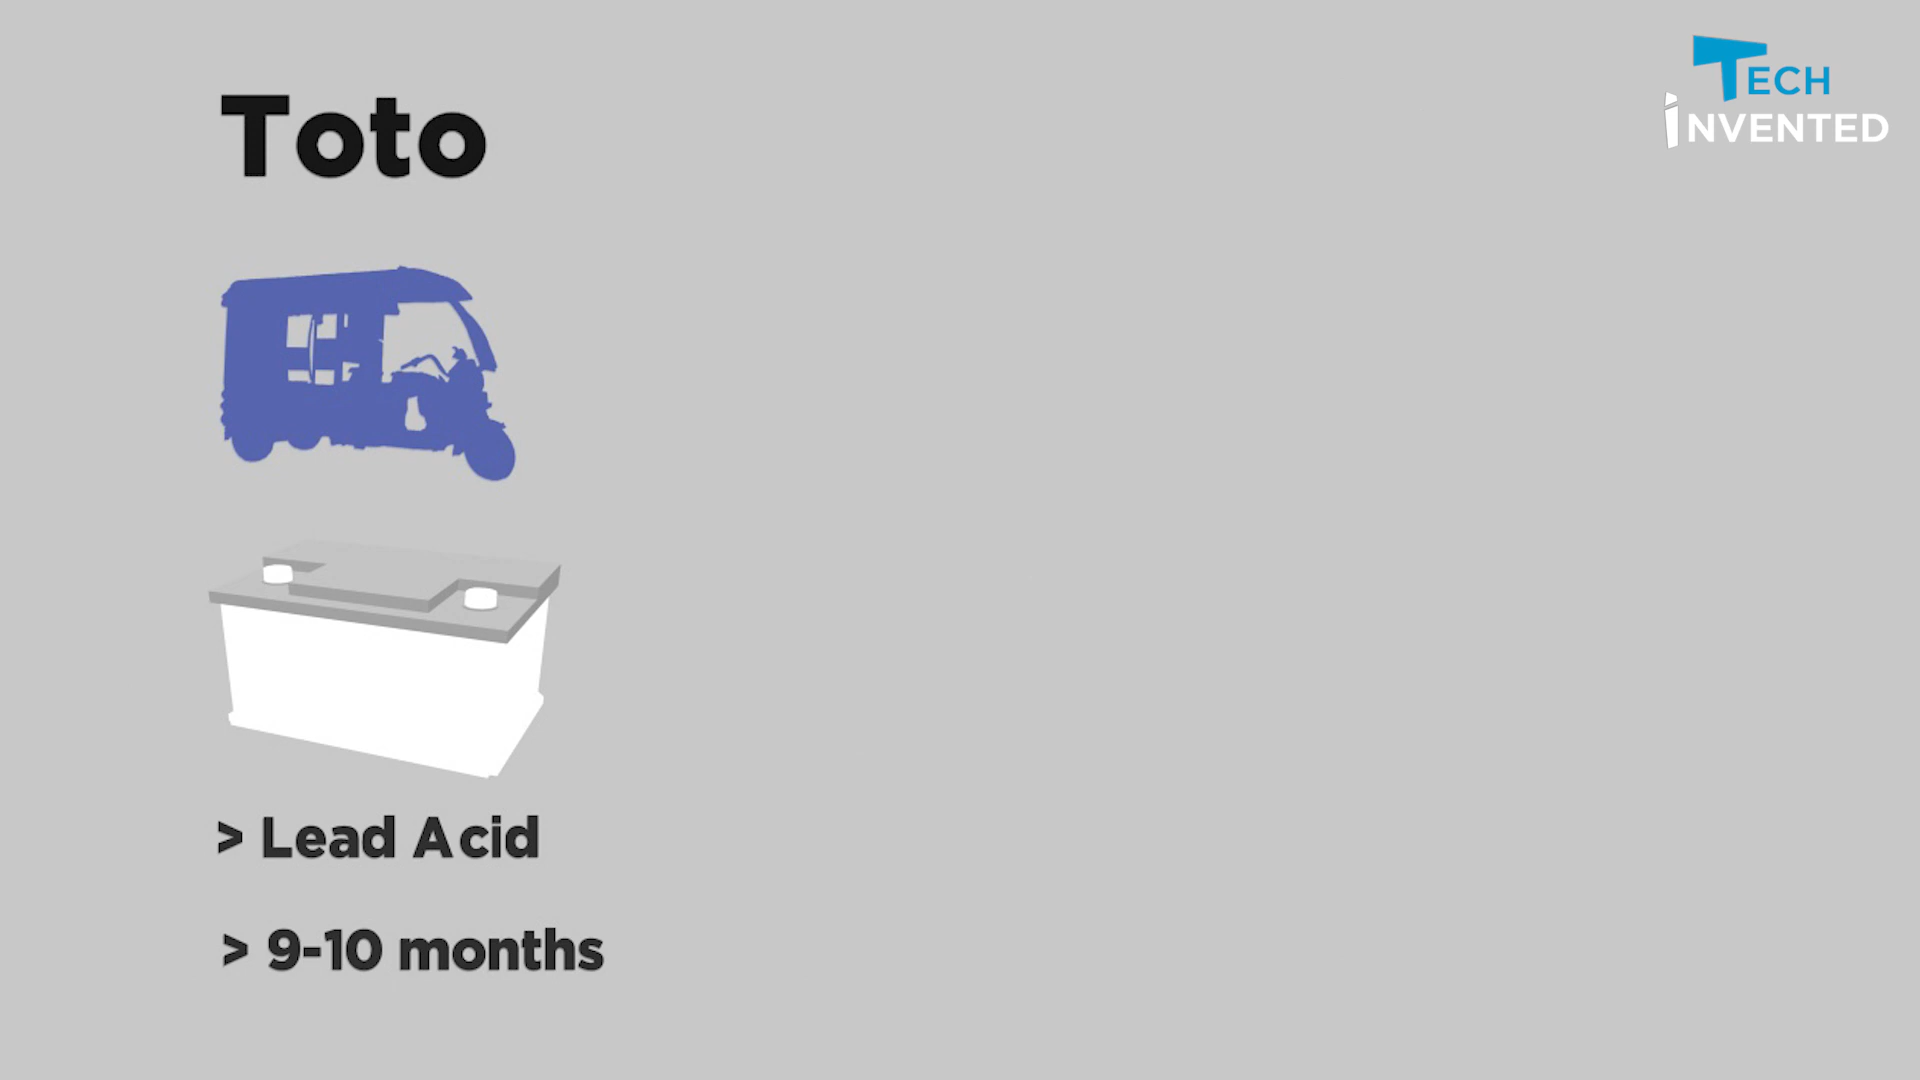 Toto
TECH
iNVENTED
> Lead Acid
> 9-10 months